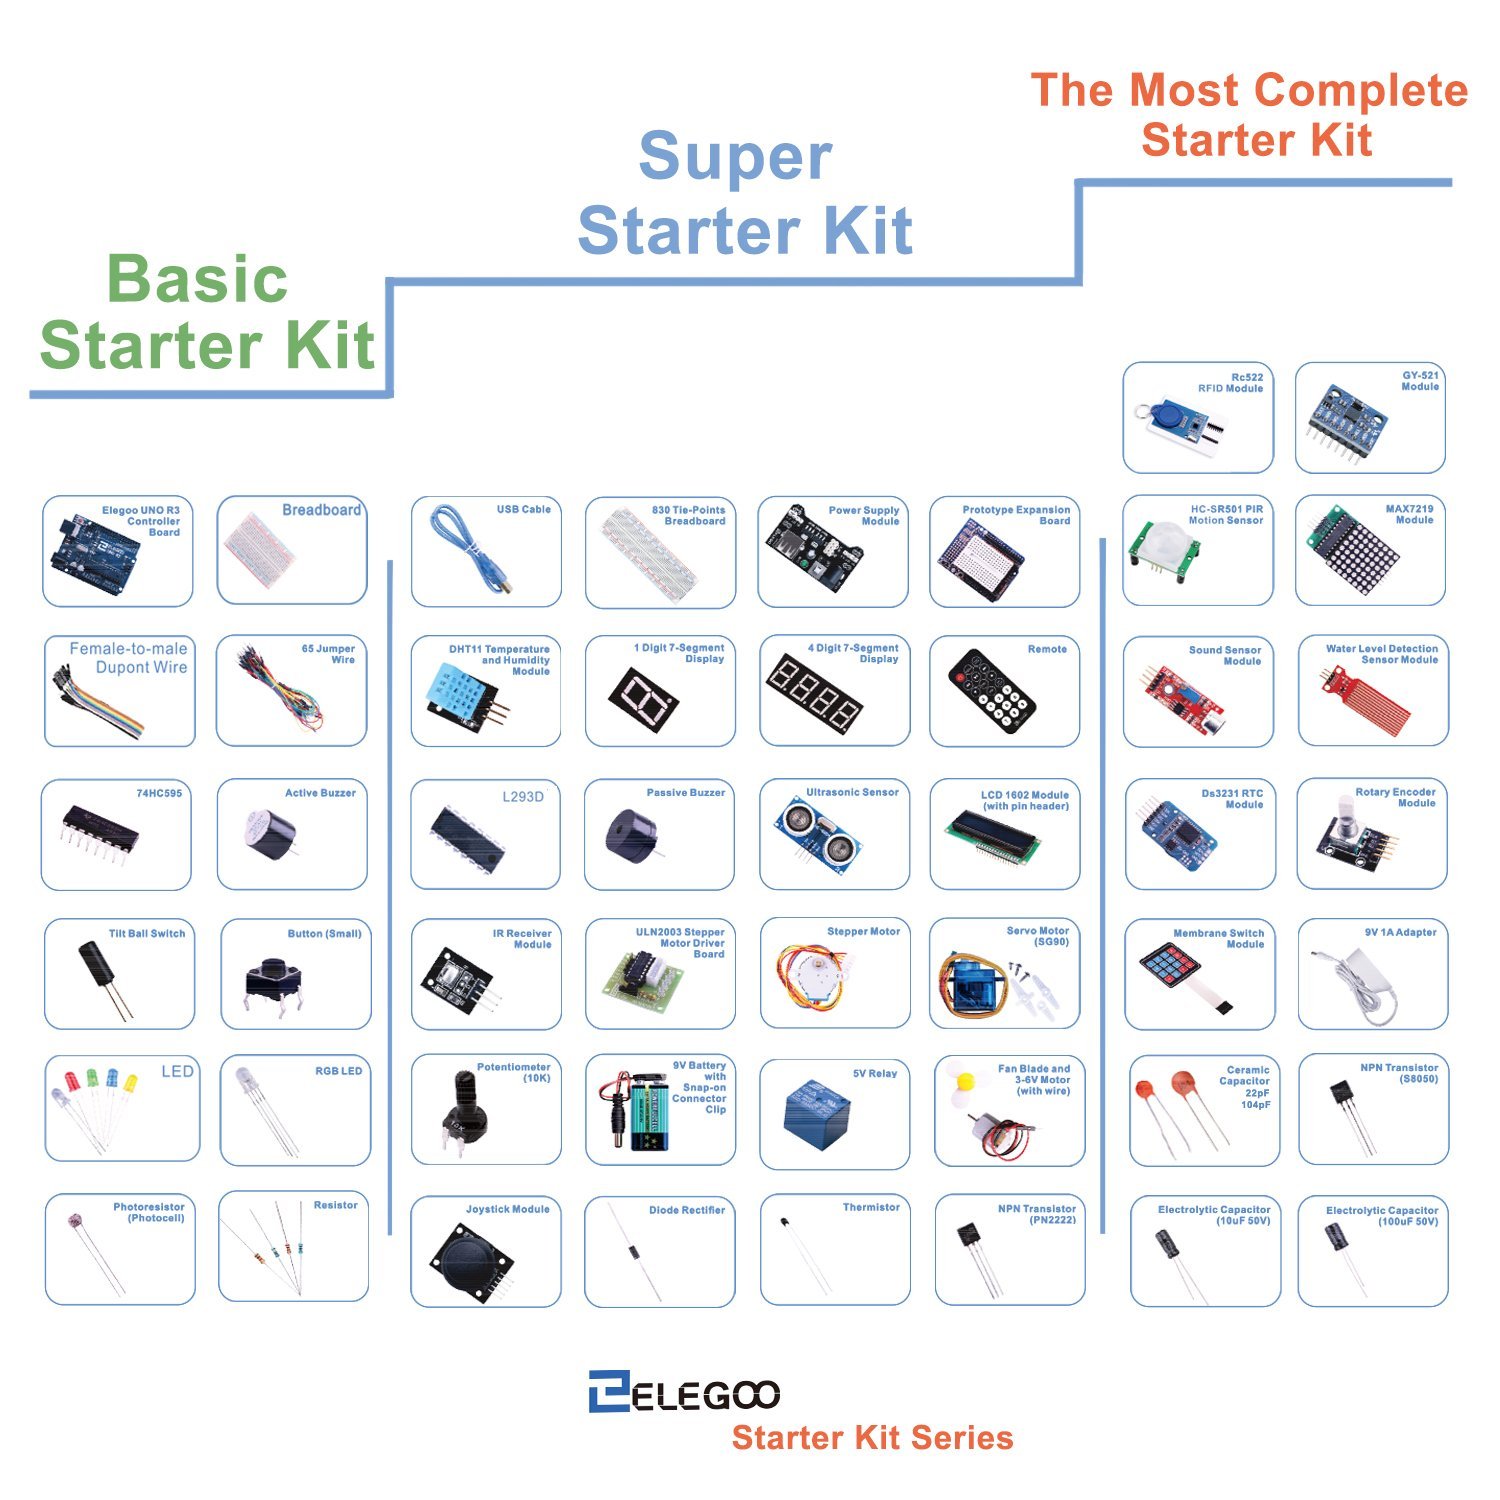 The Most Complete
Starter Kit
Super
Starter Kit
Basic
Starter Kit
Rc522
RFID Module
GY-521
Module
Elegoo UNO R3
Controller
Board
Breadboard
USB Cable
830 Tie-Points
Breadboard
Power Supply
Module
Prototype Expansion
Board
HC-SR501 PIR
Motion Sensor
MAX7219
Module
Female-to-male
Dupont Wire
65 Jumper
Wire
DHT11 Temperature
and Humidity
Module
1 Digit 7-Segment
Display
4 Digit 7-Segment
Display
Remote
Sound Sensor
Module
Water Level Detection
Sensor Module
74HC595
Active Buzzer
L293D
Passive Buzzer
Ultrasonic Sensor
LCD 1602 Module
(with pin header)
Ds3231 RTC
Module
Rotary Encoder
Module
Tilt Ball Switch
Button (Small)
IR Receiver
Module
ULN2003 Stepper
Motor Driver
Board
Stepper Motor
Servo Motor
(SG90)
Membrane Switch
Module
9V 1A Adapter
LED
RGB LED
Potentiometer
(10K)
9V Battery
with
Snap-on
Connector
Clip
5V Relay
Fan Blade and
3-6V Motor
(with wire)
Ceramic
Capacitor
22pF
104pF
NPN Transistor
(S8050)
Photoresistor
(Photocell)
Resistor
Joystick Module
Diode Rectifier
Thermistor
NPN Transistor
(PN2222)
Electrolytic Capacitor
(10uF 50V)
Electrolytic Capacitor
(100uF 50V)
ELEGOO
Starter Kit Series